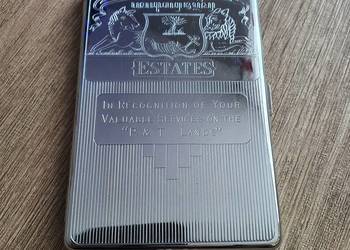 ESTATES
IN RECOGNITION OF YOUR
VALUABLE SERVICES ON THE
"P. & T. LANDS"